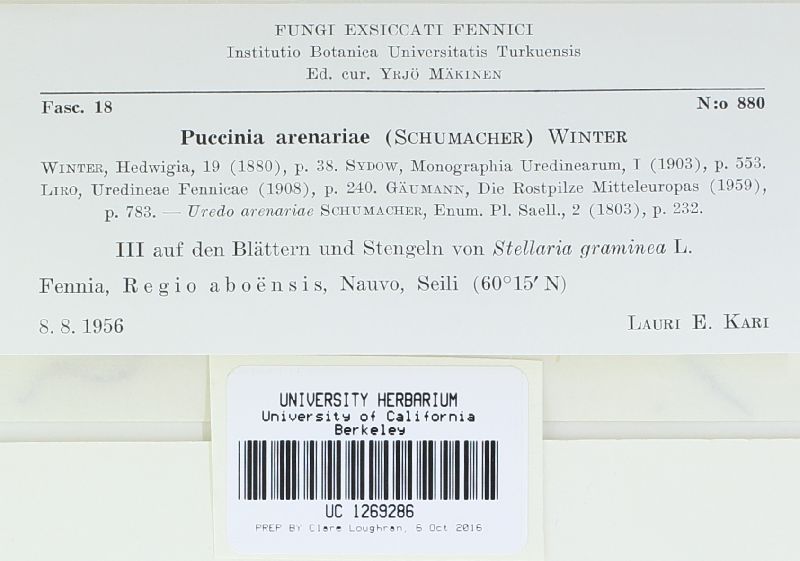 FUNGI EXSICCATI FENNICI
Institutio Botanica Universitatis Turkuensis
Ed. cur. YRJÖ MÄKINEN
Fasc. 18 N:o 880
Puccinia arenariae (SCHUMACHER) WINTER
WINTER, Hedwigia, 19 (1880), p. 38. SYDOW, Monographia Uredinearum, I (1903), p. 553.
LIRO, Uredineae Fennicae (1908), p. 240. GÄUMANN, Die Rostpilze Mitteleuropas (1959),
p. 783. — Uredo arenariae SCHUMACHER, Enum. Pl. Saell., 2 (1803), p. 232.
III auf den Blättern und Stengeln von Stellaria graminea L.
Fennia, Regio aboënsis, Nauvo, Seili (60°15′ N)
8. 8. 1956 LAURI E. KARI
UNIVERSITY HERBARIUM
University of California
Berkeley
UC 1269286
PREP BY Clare Loughran, 6 Oct 2016